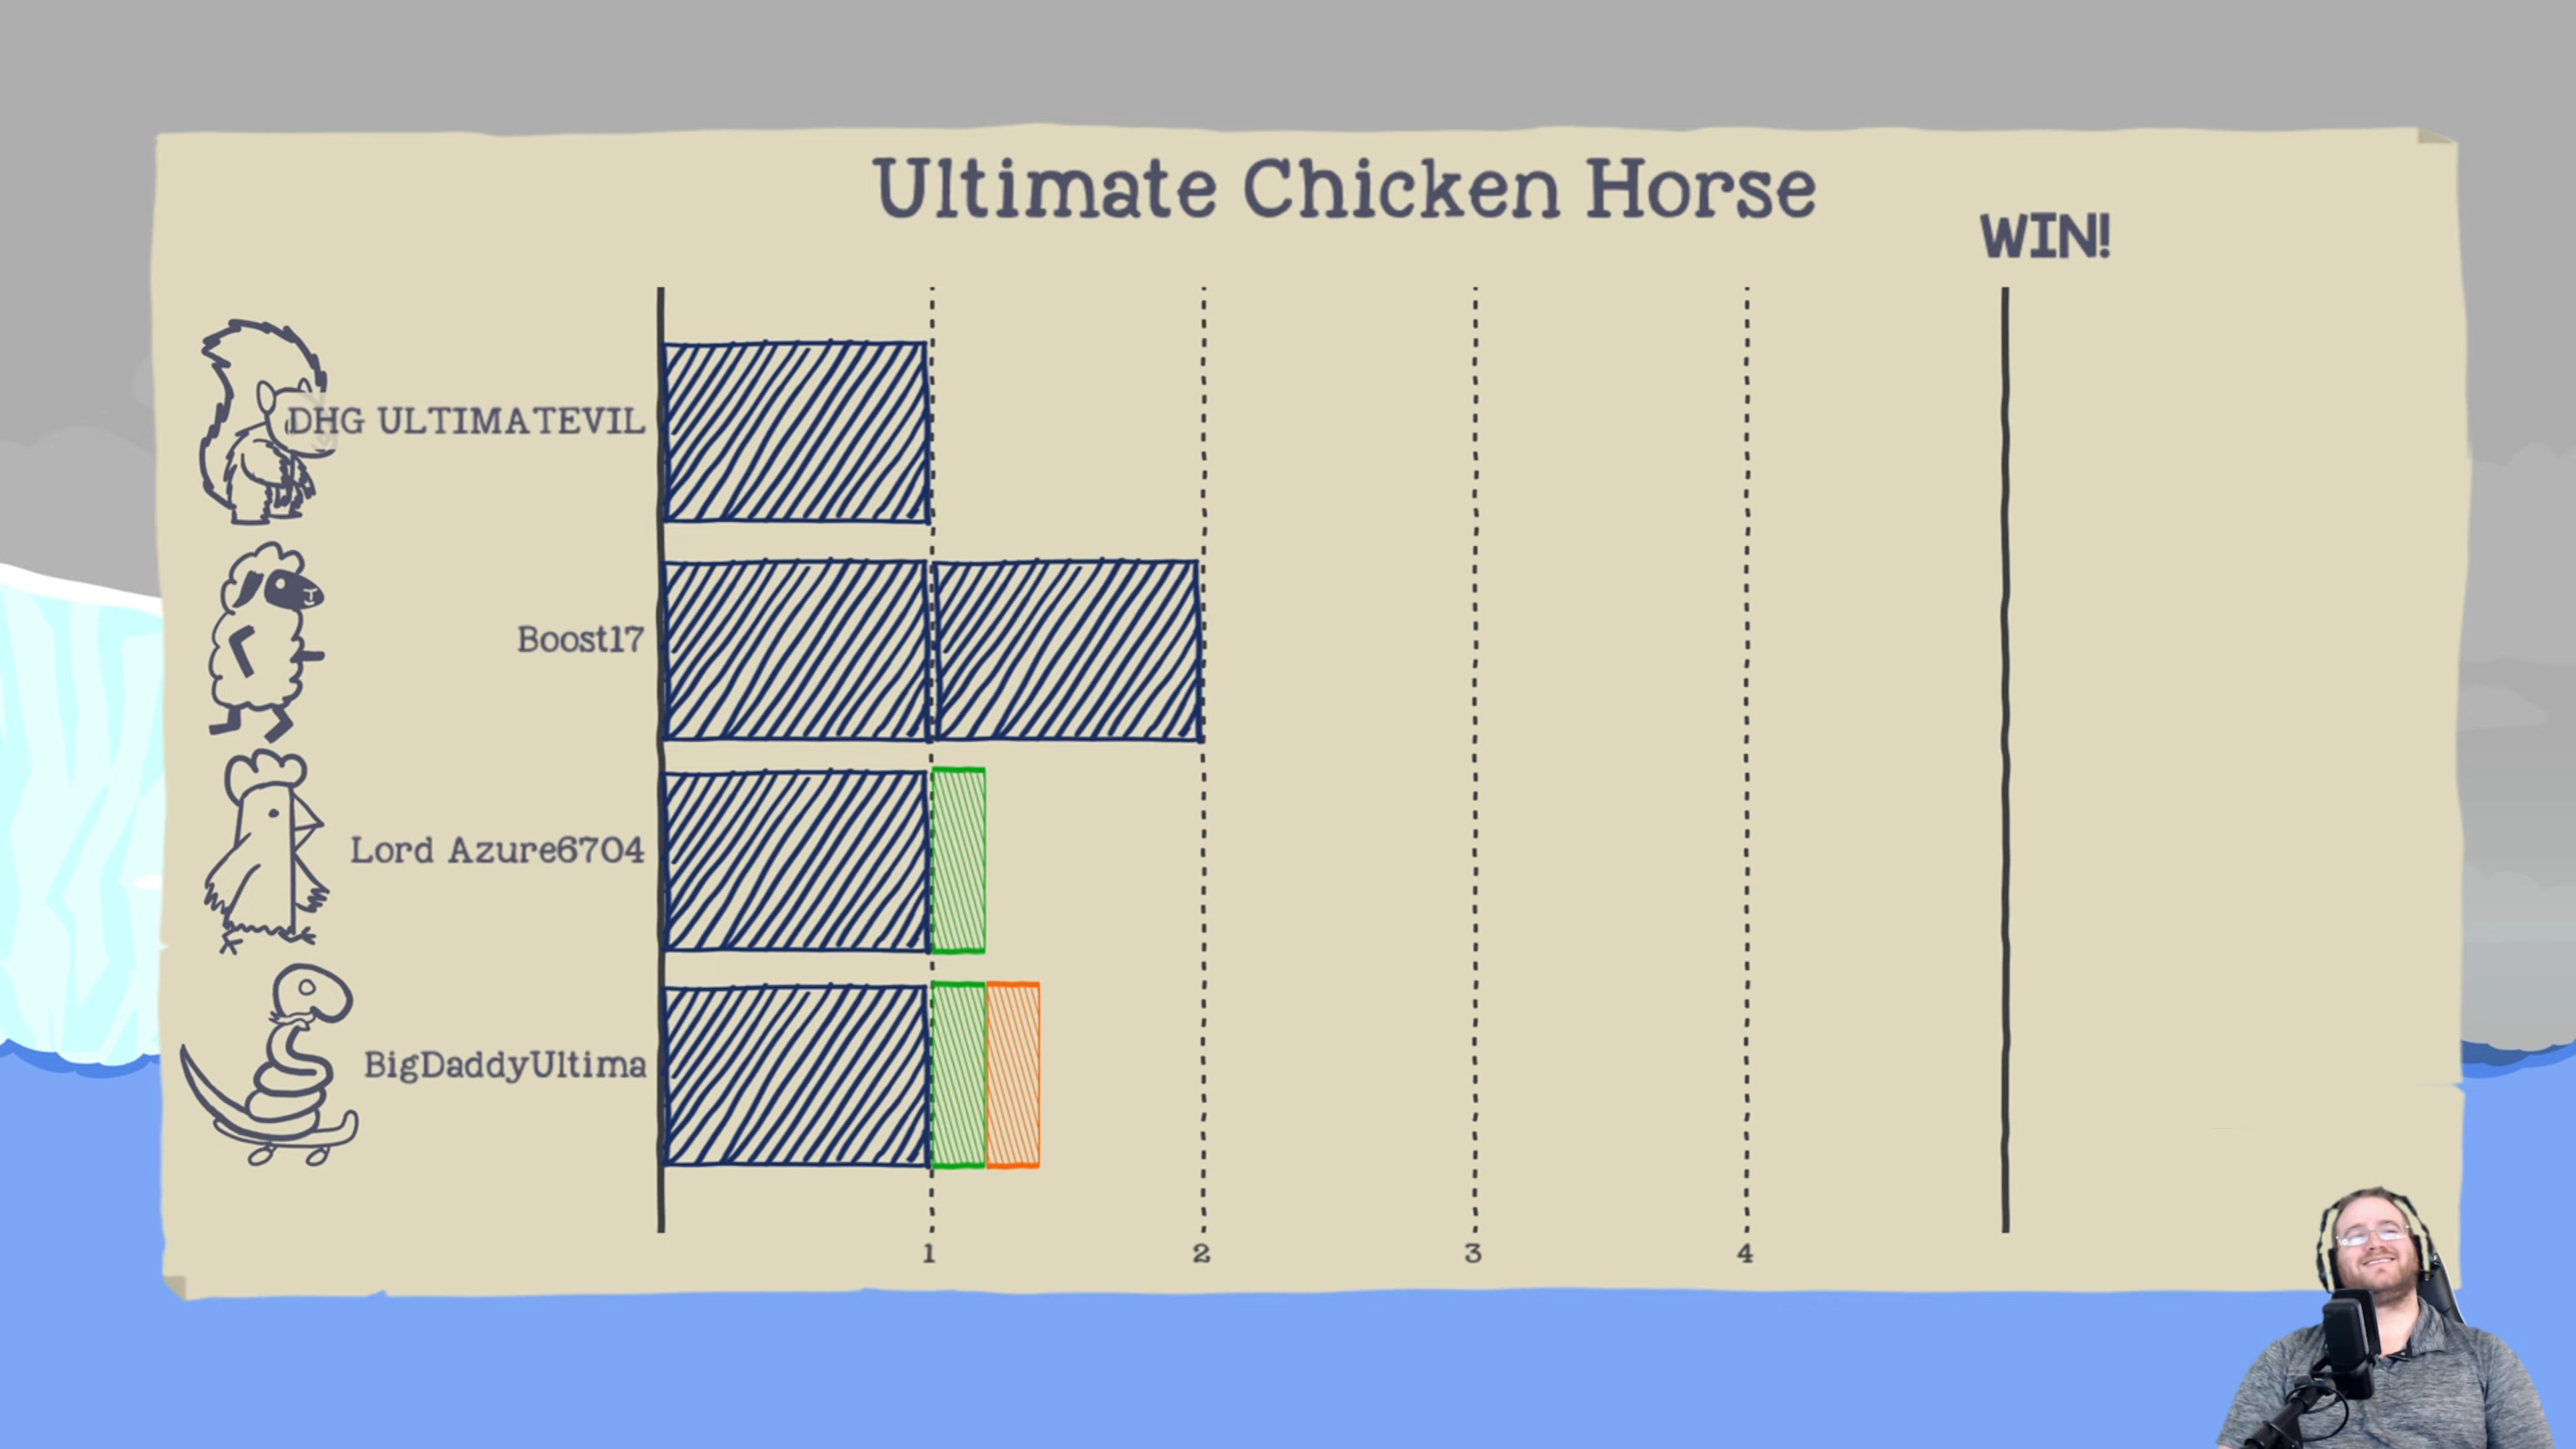 Ultimate Chicken Horse
WIN!
DHG ULTIMATEVIL
Boost17
Lord Azure6704
BigDaddyUltima
1 2 3 4